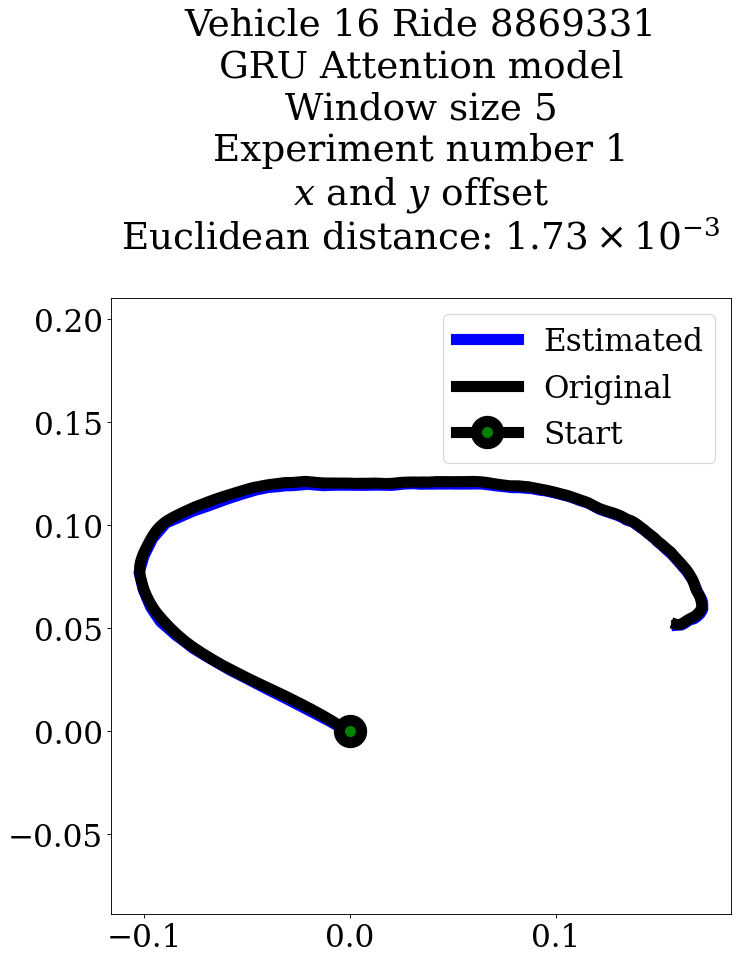 Vehicle 16 Ride 8869331
GRU Attention model
Window size 5
Experiment number 1
x and y offset
Euclidean distance: 1.73 × 10⁻³
Estimated
Original
Start
0.20
0.15
0.10
0.05
0.00
−0.05
−0.1
0.0
0.1